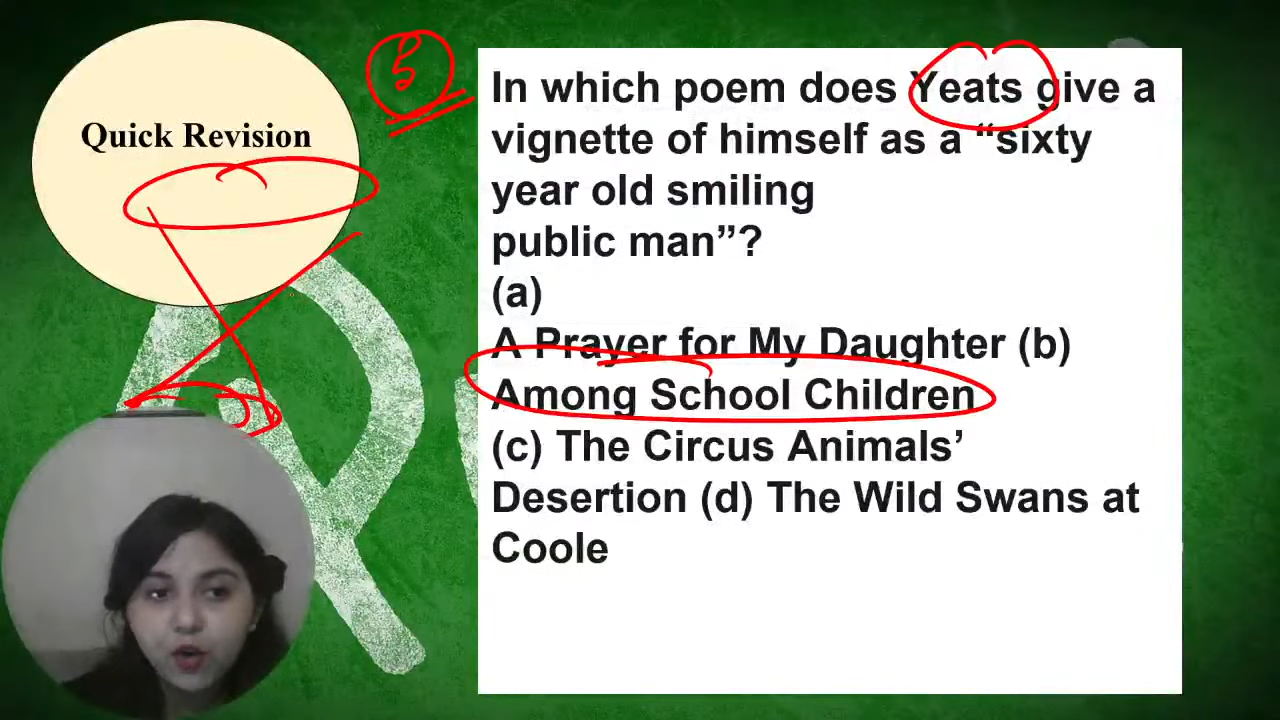 Quick Revision
5
In which poem does Yeats give a
vignette of himself as a “sixty
year old smiling
public man”?
(a)
A Prayer for My Daughter (b)
Among School Children
(c) The Circus Animals’
Desertion (d) The Wild Swans at
Coole